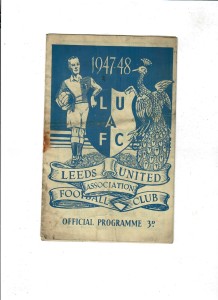 1947-48
L U
A
F C
LEEDS UNITED
ASSOCIATION
FOOTBALL CLUB
OFFICIAL PROGRAMME 3D